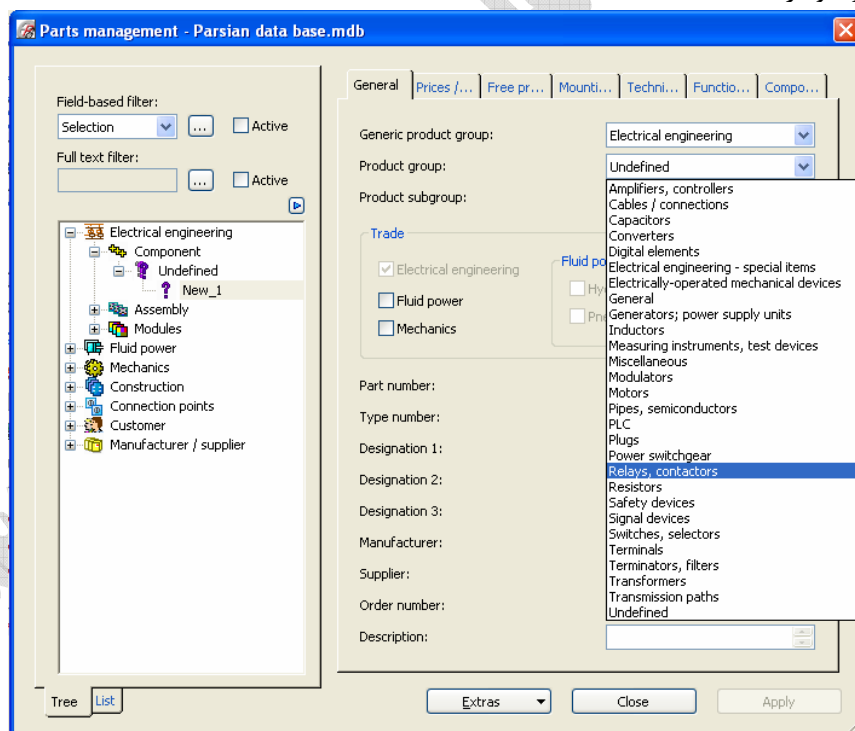 Parts management - Parsian data base.mdb
Field-based filter:
Selection
...
Active
Full text filter:
...
Active
Electrical engineering
Component
Undefined
New_1
Assembly
Modules
Fluid power
Mechanics
Construction
Connection points
Customer
Manufacturer / supplier
Tree
List
General
Prices /...
Free pr...
Mounti...
Techni...
Functio...
Compo...
Generic product group:
Electrical engineering
Product group:
Undefined
Product subgroup:
Trade
Electrical engineering
Fluid power
Mechanics
Fluid po
Hy
Pne
Part number:
Type number:
Designation 1:
Designation 2:
Designation 3:
Manufacturer:
Supplier:
Order number:
Description:
Amplifiers, controllers
Cables / connections
Capacitors
Converters
Digital elements
Electrical engineering - special items
Electrically-operated mechanical devices
General
Generators; power supply units
Inductors
Measuring instruments, test devices
Miscellaneous
Modulators
Motors
Pipes, semiconductors
PLC
Plugs
Power switchgear
Relays, contactors
Resistors
Safety devices
Signal devices
Switches, selectors
Terminals
Terminators, filters
Transformers
Transmission paths
Undefined
Extras
Close
Apply